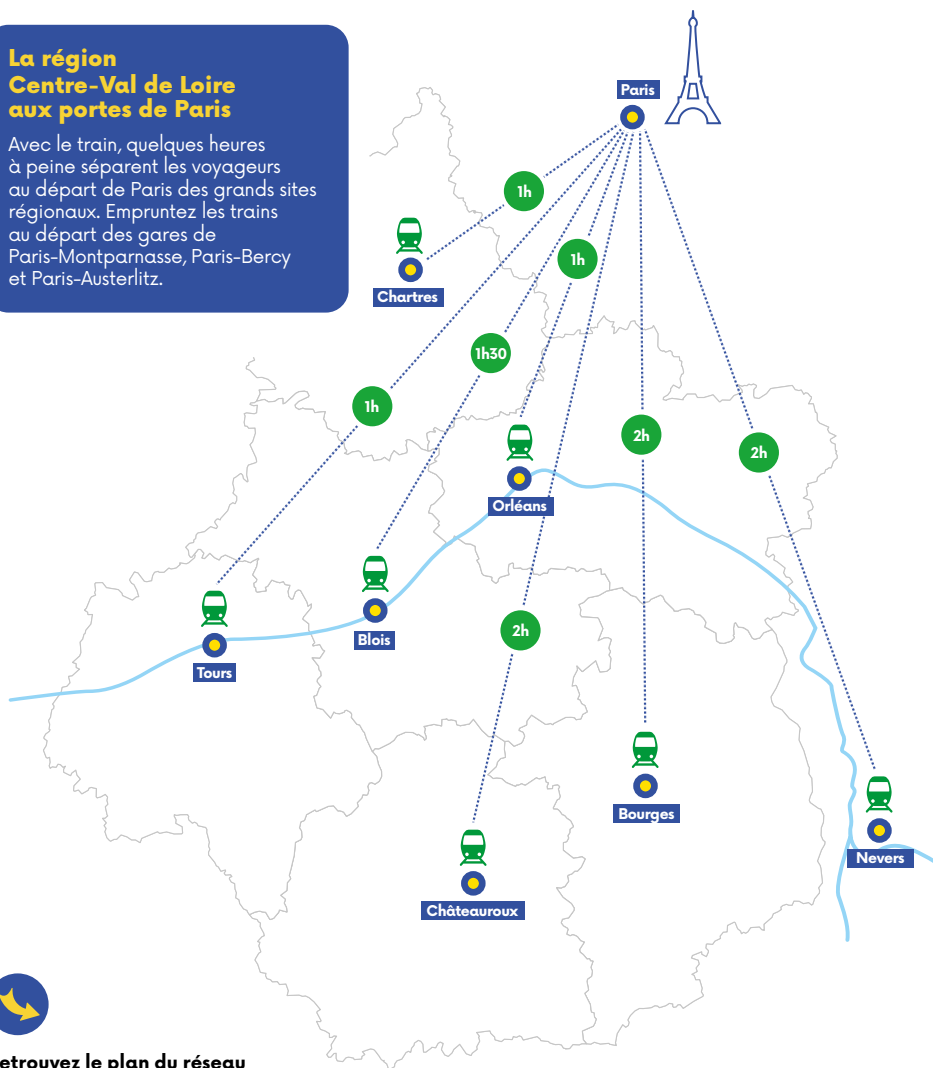 La région
Centre-Val de Loire
aux portes de Paris
Avec le train, quelques heures
à peine séparent les voyageurs
au départ de Paris des grands sites
régionaux. Empruntez les trains
au départ des gares de
Paris-Montparnasse, Paris-Bercy
et Paris-Austerlitz.
Paris
1h
1h
Chartres
1h30
1h
2h
2h
Orléans
2h
Blois
Tours
Bourges
Nevers
Châteauroux
etrouvez le plan du réseau